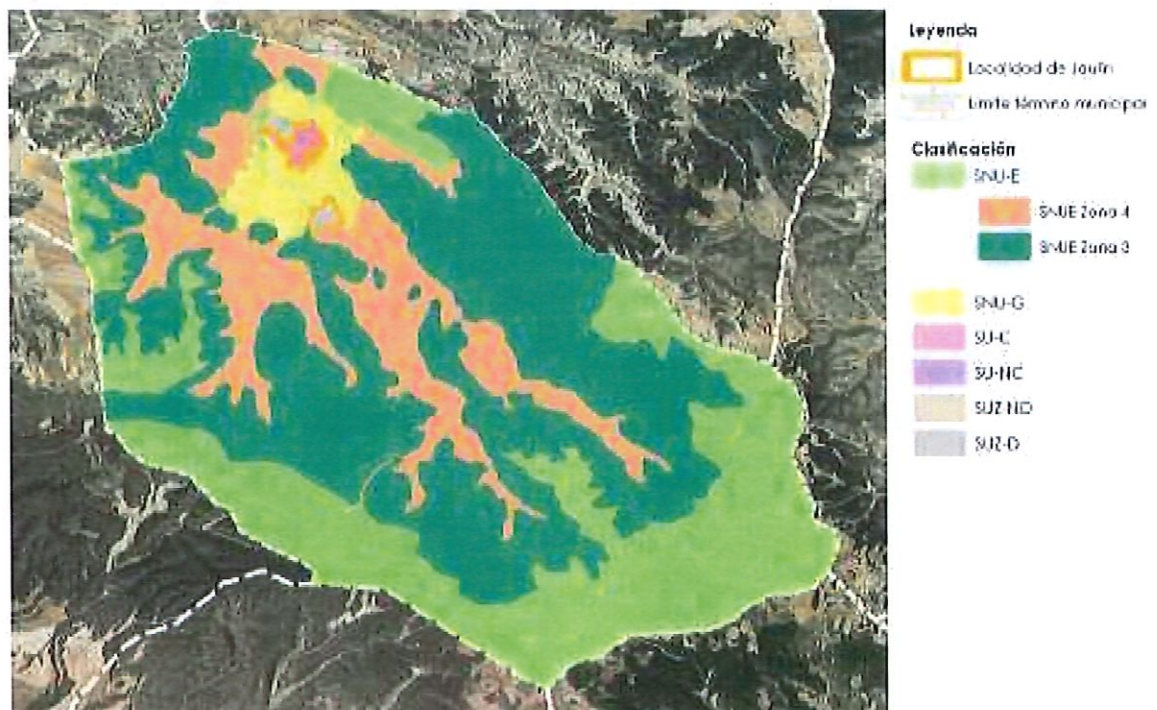 Leyenda
Localidad de Jaulín
Límite término municipal
Clasificación
SNU-E
SNUE Zona 4
SNUE Zona 3
SNU-G
SU-C
SU-NC
SUZ-ND
SUZ-D